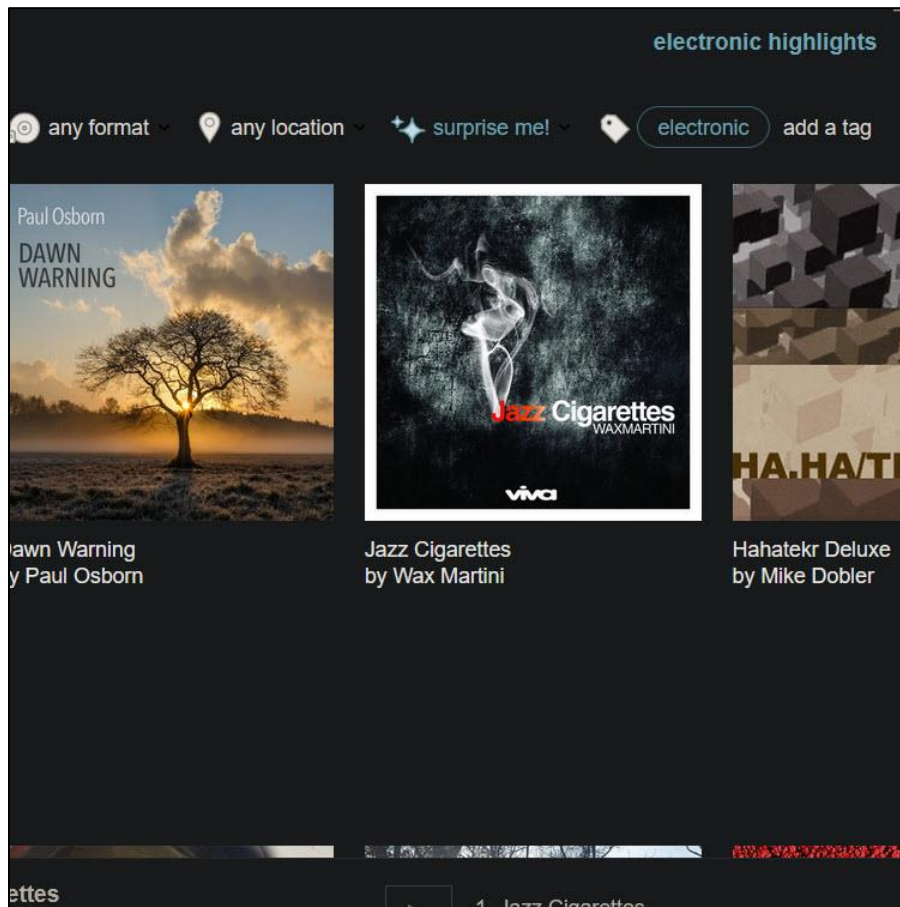 electronic highlights
any format
any location
surprise me!
electronic
add a tag
Paul Osborn
DAWN
WARNING
Jazz Cigarettes
WAXMARTINI
viva
HA.HA/TE
awn Warning
y Paul Osborn
Jazz Cigarettes
by Wax Martini
Hahatekr Deluxe
by Mike Dobler
ettes
1. Jazz Cigarettes